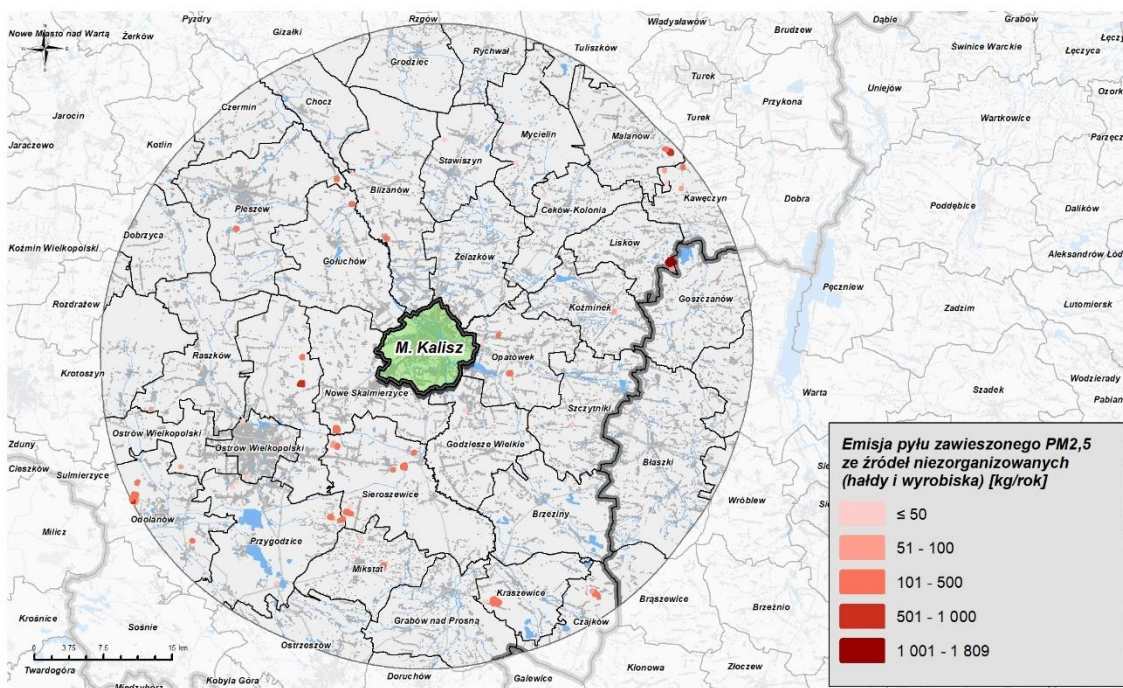 Pyzdry
Rzgów
Władysławów
Dąbie
Grabów
Nowe Miasto nad Wartą
Żerków
Gizałki
Rychwał
Tuliszków
Brudzew
Świnice Warckie
Łęczyca
Grodziec
Turek
Uniejów
Przykona
Czermin
Chocz
Jarocin
Mycielin
Malanów
Turek
Wartkowice
Jaraczewo
Kotlin
Stawiszyn
Blizanów
Kawęczyn
Pleszew
Ceków-Kolonia
Dobra
Poddębice
Dalików
Dobrzyca
Lisków
Koźmin Wielkopolski
Gołuchów
Żelazków
Pęczniew
Goszczanów
Rozdrażew
Koźminek
Zadzim
Lutomiersk
M. Kalisz
Raszków
Opatówek
Krotoszyn
Nowe Skalmierzyce
Warta
Szadek
Wodzierady
Szczytniki
Ostrów Wielkopolski
Ostrów Wielkopolski
Godziesze Wielkie
Zduny
Cieszków
Sulmierzyce
Błaszki
Sieroszewice
Wróblew
Odolanów
Brzeziny
Milicz
Przygodzice
Mikstat
Kraszewice
Brąszewice
Brzeźnio
Krośnice
Sośnie
Grabów nad Prosną
Czajków
Ostrzeszów
Twardogóra
Kobyla Góra
Doruchów
Galewice
Klonowa
Złoczew
0 3,75 7,5 15 km
Emisja pyłu zawieszonego PM2,5
ze źródeł niezorganizowanych
(hałdy i wyrobiska) [kg/rok]
≤ 50
51 - 100
101 - 500
501 - 1 000
1 001 - 1 809